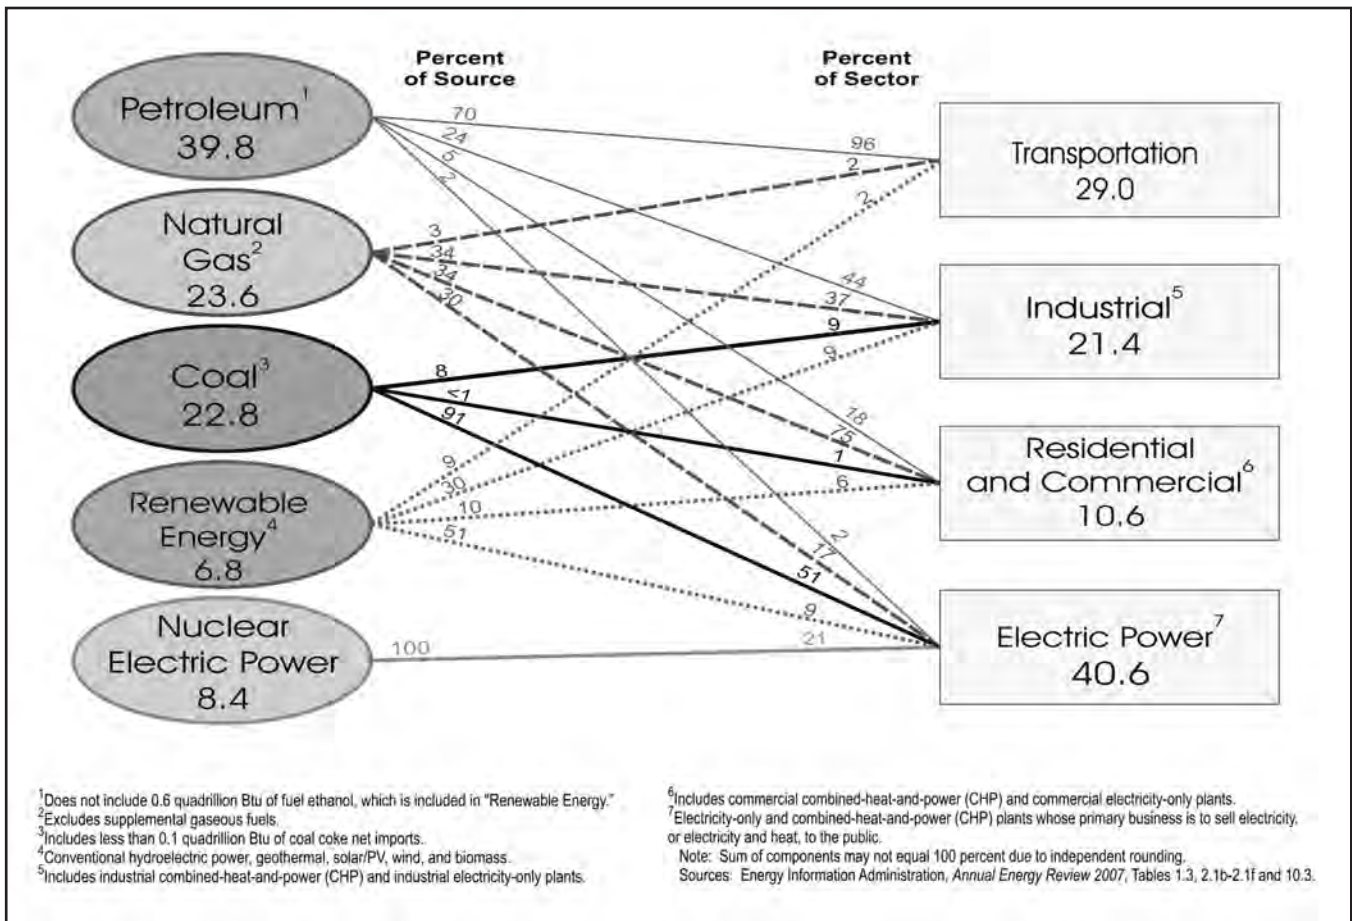 Percent
of Source
Percent
of Sector
Petroleum1
39.8
Natural
Gas2
23.6
Coal3
22.8
Renewable
Energy4
6.8
Nuclear
Electric Power
8.4
70
24
5
2
3
34
34
30
8
<1
91
9
30
10
51
100
96
2
2
44
37
9
9
18
75
1
6
2
17
51
9
21
Transportation
29.0
Industrial5
21.4
Residential
and Commercial6
10.6
Electric Power7
40.6
1Does not include 0.6 quadrillion Btu of fuel ethanol, which is included in "Renewable Energy."
2Excludes supplemental gaseous fuels.
3Includes less than 0.1 quadrillion Btu of coal coke net imports.
4Conventional hydroelectric power, geothermal, solar/PV, wind, and biomass.
5Includes industrial combined-heat-and-power (CHP) and industrial electricity-only plants.
6Includes commercial combined-heat-and-power (CHP) and commercial electricity-only plants.
7Electricity-only and combined-heat-and-power (CHP) plants whose primary business is to sell electricity,
or electricity and heat, to the public.
Note: Sum of components may not equal 100 percent due to independent rounding.
Sources: Energy Information Administration, Annual Energy Review 2007, Tables 1.3, 2.1b-2.1f and 10.3.